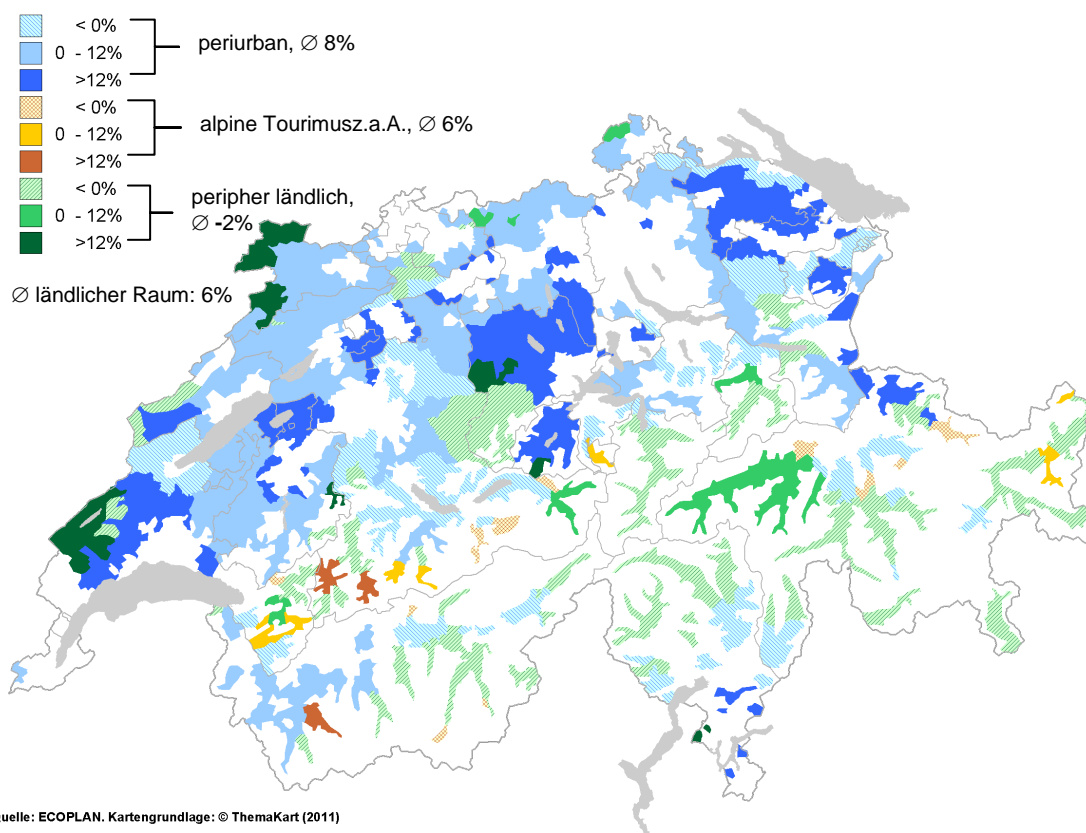 < 0%
0 - 12%
>12%
periurban, ∅ 8%
< 0%
0 - 12%
>12%
alpine Tourimusz.a.A., ∅ 6%
< 0%
0 - 12%
>12%
peripher ländlich,
∅ -2%
∅ ländlicher Raum: 6%
uelle: ECOPLAN. Kartengrundlage: © ThemaKart (2011)